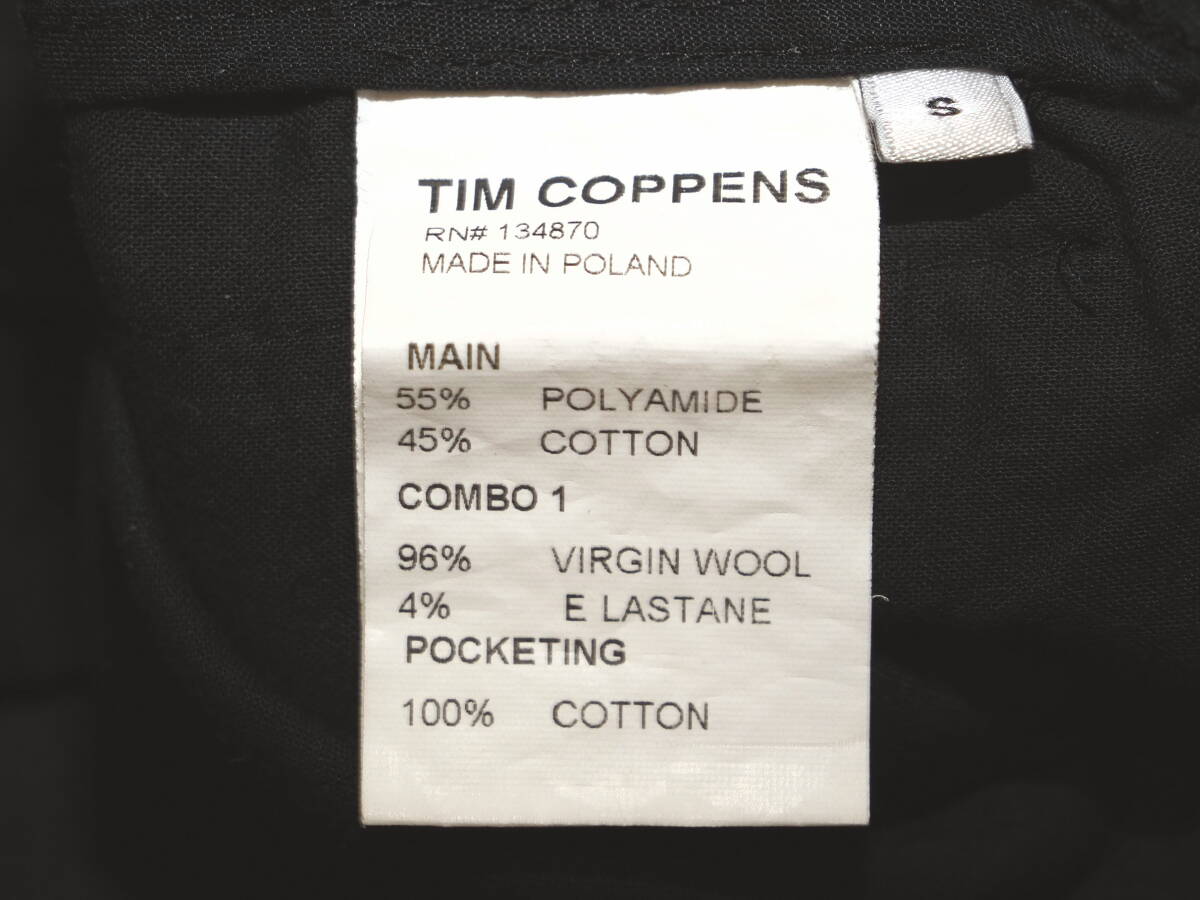 S
TIM COPPENS
RN# 134870
MADE IN POLAND
MAIN
55% POLYAMIDE
45% COTTON
COMBO 1
96% VIRGIN WOOL
4% E LASTANE
POCKETING
100% COTTON